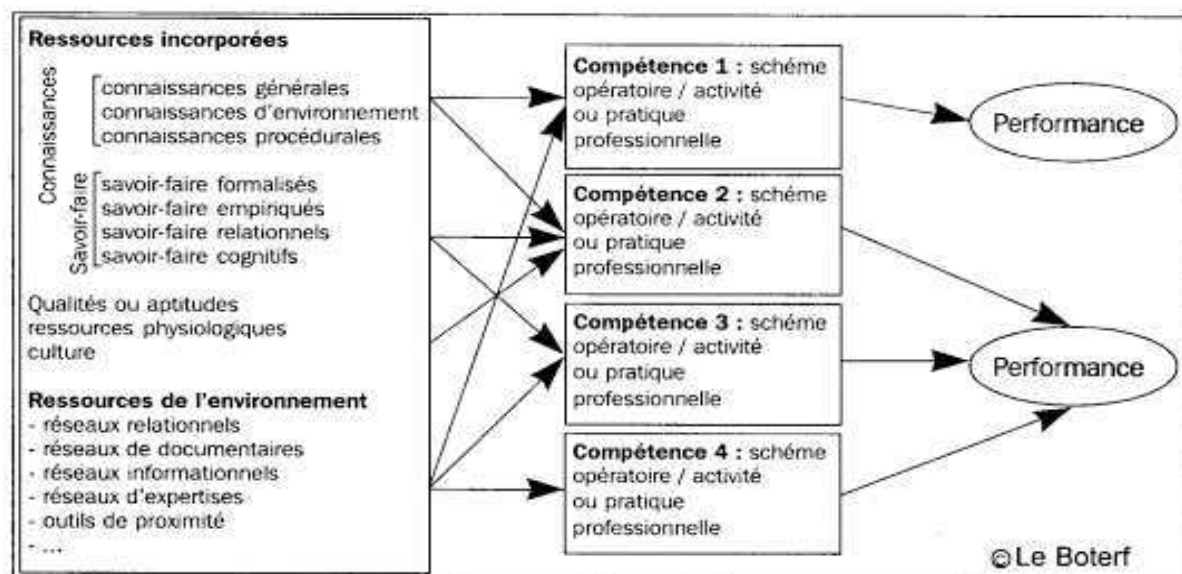 Ressources incorporées
Connaissances
connaissances générales
connaissances d'environnement
connaissances procédurales
Savoir-faire
savoir-faire formalisés
savoir-faire empiriqués
savoir-faire relationnels
savoir-faire cognitifs
Qualités ou aptitudes
ressources physiologiques
culture
Ressources de l'environnement
- réseaux relationnels
- réseaux de documentaires
- réseaux informationnels
- réseaux d'expertises
- outils de proximité
- ...
Compétence 1 : schéme
opératoire / activité
ou pratique
professionnelle
Compétence 2 : schéme
opératoire / activité
ou pratique
professionnelle
Compétence 3 : schéme
opératoire / activité
ou pratique
professionnelle
Compétence 4 : schéme
opératoire / activité
ou pratique
professionnelle
Performance
Performance
©Le Boterf